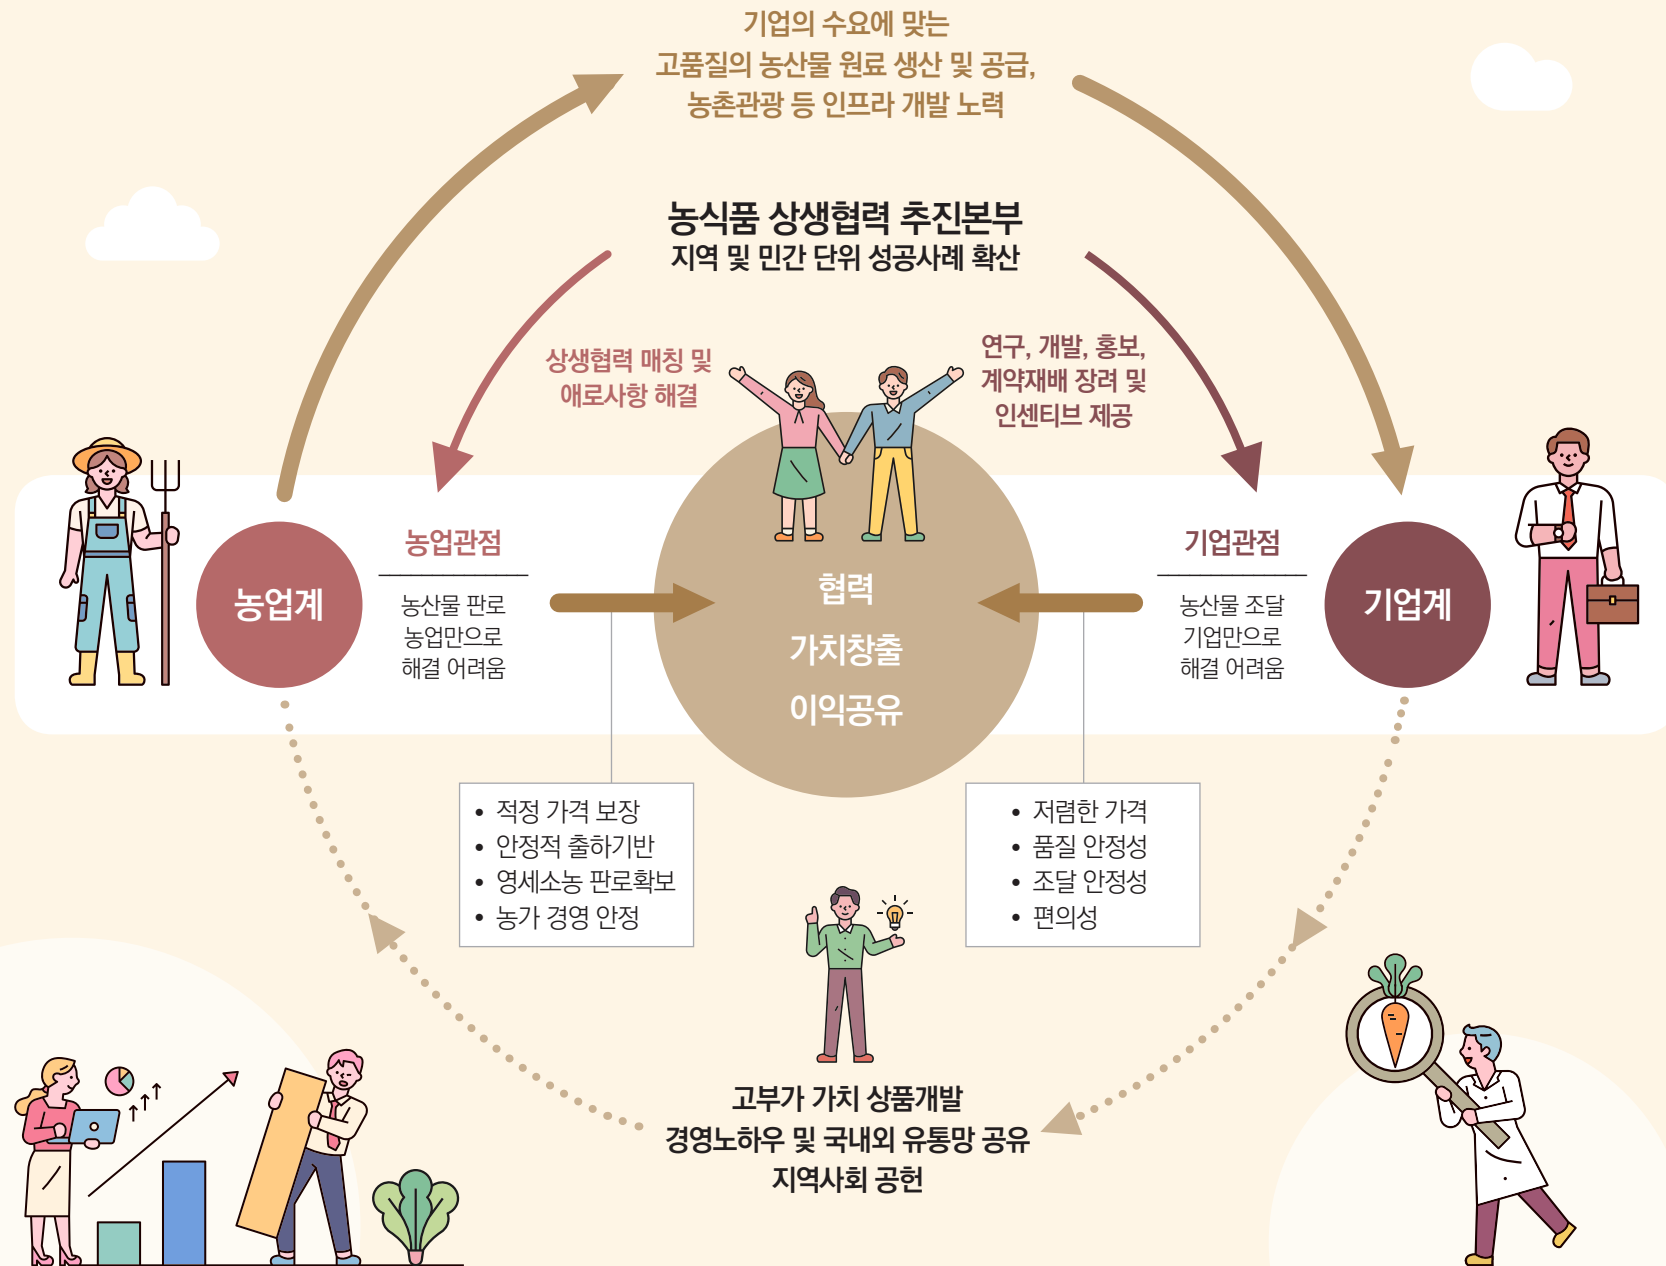 기업의 수요에 맞는
고품질의 농산물 원료 생산 및 공급,
농촌관광 등 인프라 개발 노력
농식품 상생협력 추진본부
지역 및 민간 단위 성공사례 확산
상생협력 매칭 및
애로사항 해결
연구, 개발, 홍보,
계약재배 장려 및
인센티브 제공
농업계
농업관점
농산물 판로
농업만으로
해결 어려움
협력
가치창출
이익공유
기업관점
농산물 조달
기업만으로
해결 어려움
기업계
• 적정 가격 보장
• 안정적 출하기반
• 영세소농 판로확보
• 농가 경영 안정
• 저렴한 가격
• 품질 안정성
• 조달 안정성
• 편의성
고부가 가치 상품개발
경영노하우 및 국내외 유통망 공유
지역사회 공헌